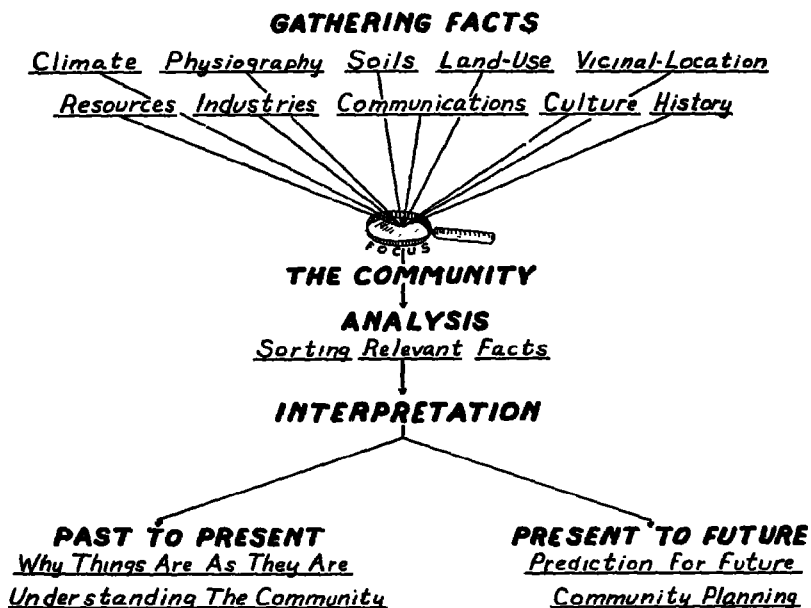 GATHERING FACTS
Climate Physiography Soils Land-Use Vicinal-Location
Resources Industries Communications Culture History
FOCUS
THE COMMUNITY
ANALYSIS
Sorting Relevant Facts
INTERPRETATION
PAST TO PRESENT
Why Things Are As They Are
Understanding The Community
PRESENT TO FUTURE
Prediction For Future
Community Planning